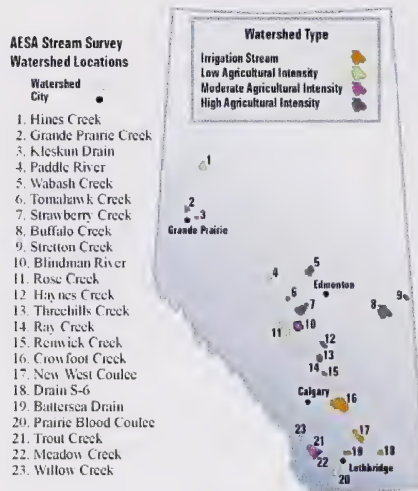 AESA Stream Survey
Watershed Locations
Watershed
City
1. Hines Creek
2. Grande Prairie Creek
3. Kleskun Drain
4. Paddle River
5. Wabash Creek
6. Tomahawk Creek
7. Strawberry Creek
8. Buffalo Creek
9. Stretton Creek
10. Blindman River
11. Rose Creek
12 Haynes Creek
13. Threehills Creek
14. Ray Creek
15. Renwick Creek
16. Crowfoot Creek
17. New West Coulee
18. Drain S-6
19. Battersea Drain
20. Prairie Blood Coulee
21. Trout Creek
22. Meadow Creek
23. Willow Creek
Watershed Type
Irrigation Stream
Low Agricultural Intensity
Moderate Agricultural Intensity
High Agricultural Intensity
1
2
3
Grande Prairie
4
5
Edmonton
6
7
8
9
10
11
12
13
14
15
Calgary
16
17
23
21
22
19
18
Lethbridge
20